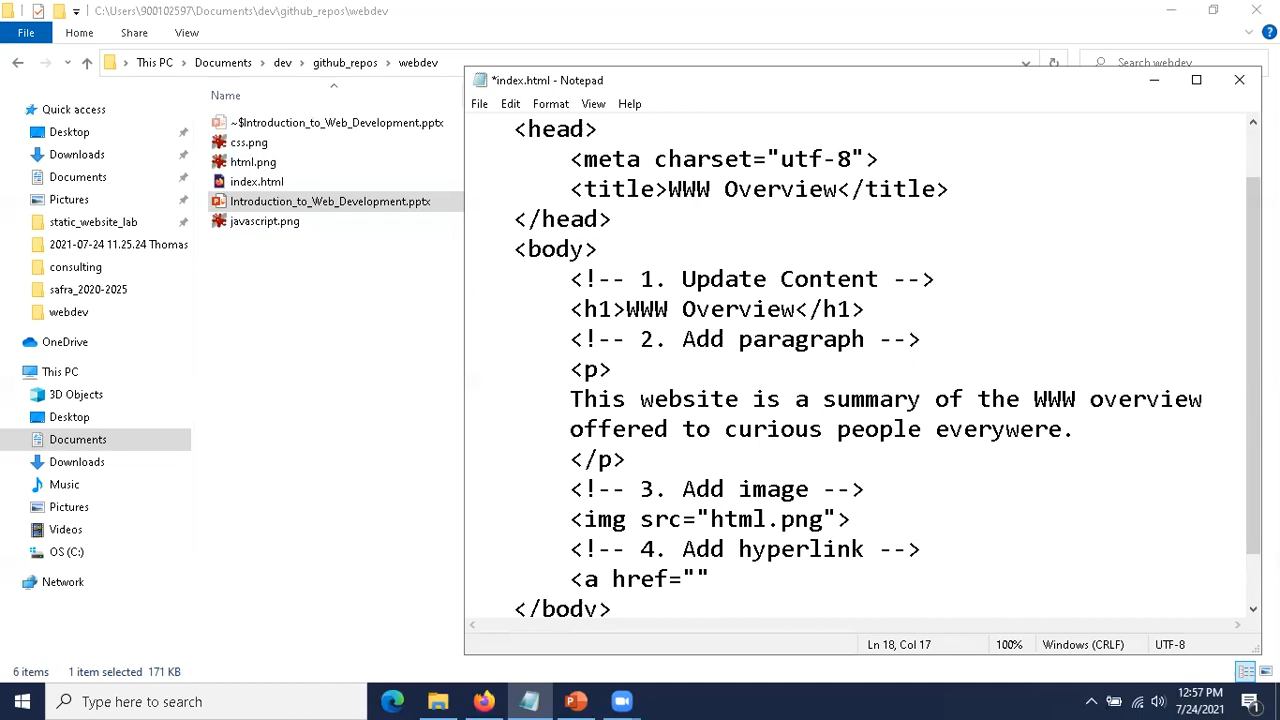 C:\Users\900102597\Documents\dev\github_repos\webdev
File Home Share View
This PC Documents dev github_repos webdev
Search webdev
Name
Quick access
Desktop
Downloads
Documents
Pictures
static_website_lab
2021-07-24 11.25.24 Thomas
consulting
safra_2020-2025
webdev
OneDrive
This PC
3D Objects
Desktop
Documents
Downloads
Music
Pictures
Videos
OS (C:)
Network
~$Introduction_to_Web_Development.pptx
css.png
html.png
index.html
Introduction_to_Web_Development.pptx
javascript.png
6 items 1 item selected 171 KB
*index.html - Notepad
File Edit Format View Help
<head>
<meta charset="utf-8">
<title>WWW Overview</title>
</head>
<body>
<!-- 1. Update Content -->
<h1>WWW Overview</h1>
<!-- 2. Add paragraph -->
<p>
This website is a summary of the WWW overview
offered to curious people everywere.
</p>
<!-- 3. Add image -->
<img src="html.png">
<!-- 4. Add hyperlink -->
<a href=""
</body>
Ln 18, Col 17 100% Windows (CRLF) UTF-8
Type here to search
12:57 PM
7/24/2021
1